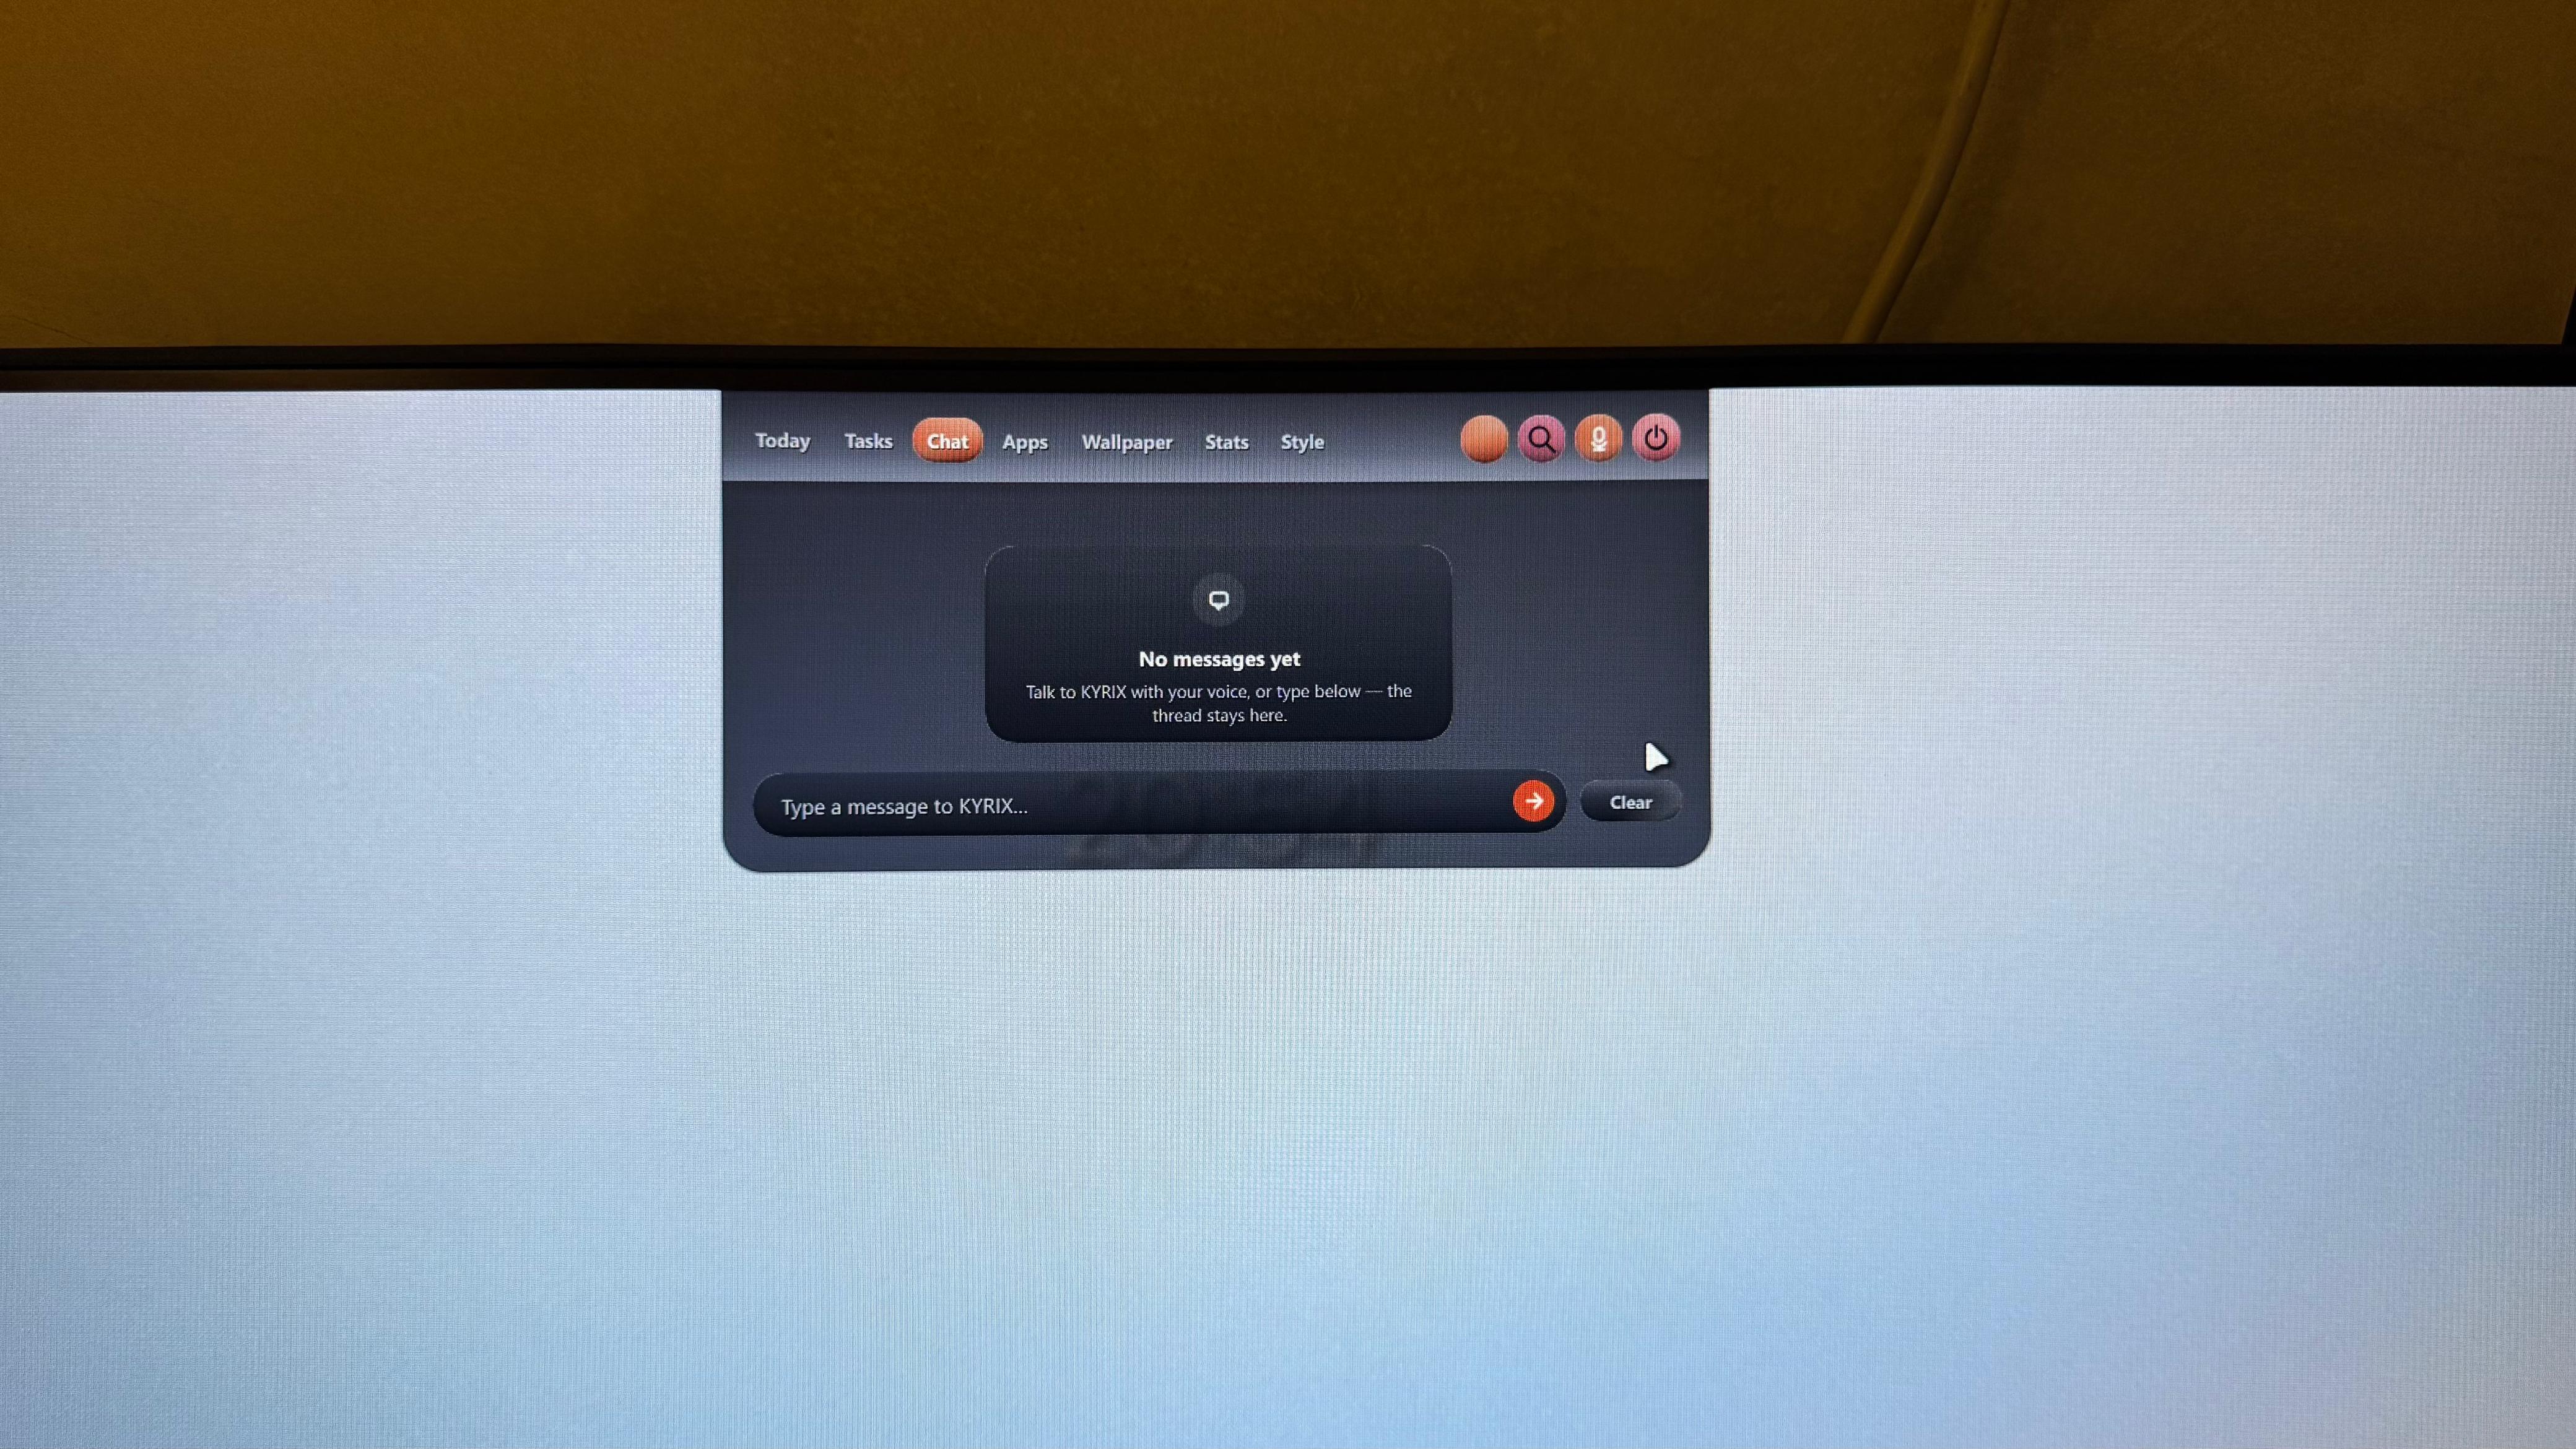 Today Tasks Chat Apps Wallpaper Stats Style
No messages yet
Talk to KYRIX with your voice, or type below — the
thread stays here.
Type a message to KYRIX...
Clear